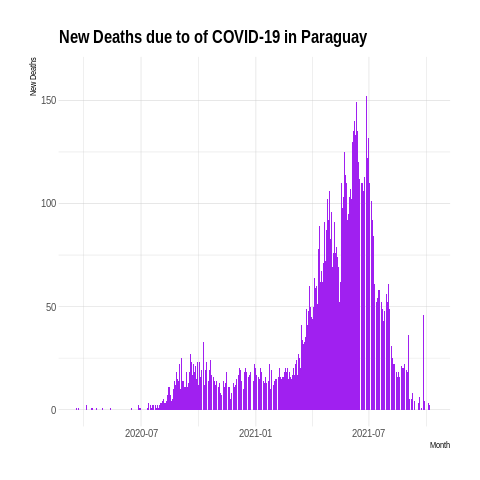 New Deaths due to of COVID-19 in Paraguay
New Deaths
150
100
50
0
2020-07
2021-01
2021-07
Month